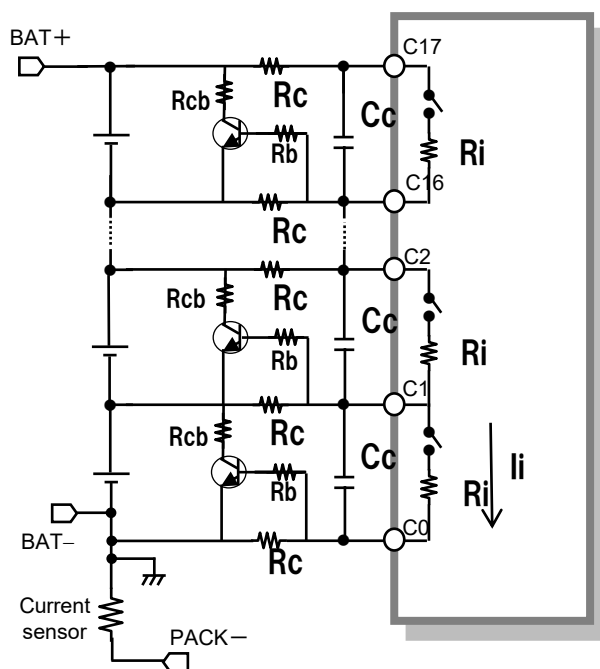 BAT+
C17
Rc
Rcb
Cc
Rb
Ri
C16
Rc
C2
Rc
Rcb
Cc
Ri
Rb
C1
Rc
Rcb
Cc
Ii
Rb
Ri
C0
BAT−
Rc
Current
sensor
PACK−